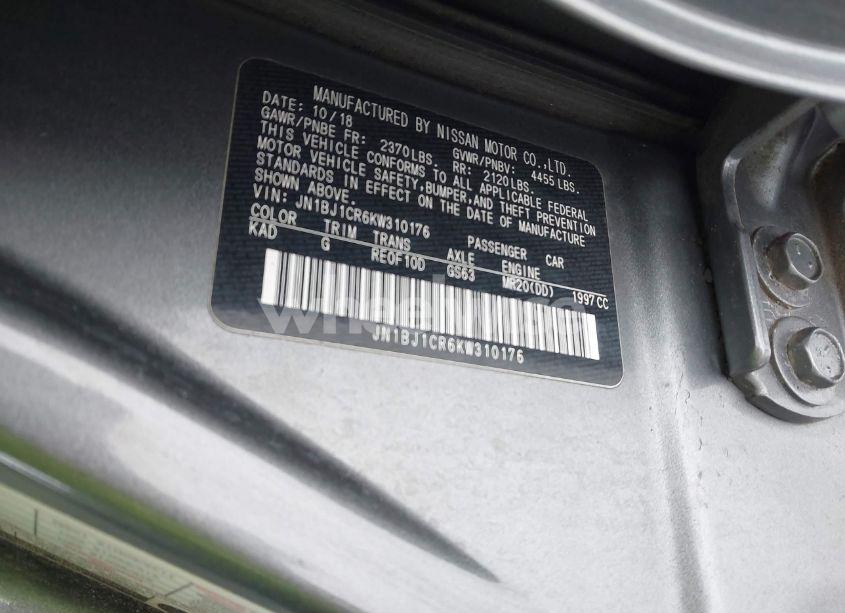 MANUFACTURED BY NISSAN MOTOR CO.,LTD.
DATE: 10/18 GVWR/PNBV: 4455 LBS.
GAWR/PNBE FR: 2370LBS. RR: 2120LBS.
THIS VEHICLE CONFORMS TO ALL APPLICABLE FEDERAL
MOTOR VEHICLE SAFETY,BUMPER,AND THEFT PREVENTION
STANDARDS IN EFFECT ON THE DATE OF MANUFACTURE
SHOWN ABOVE.
VIN: JN1BJ1CR6KW310176 PASSENGER CAR
COLOR TRIM TRANS AXLE ENGINE
KAD G RE0F10D GS63 MR20(DD) 1997CC
JN1BJ1CR6KW310176